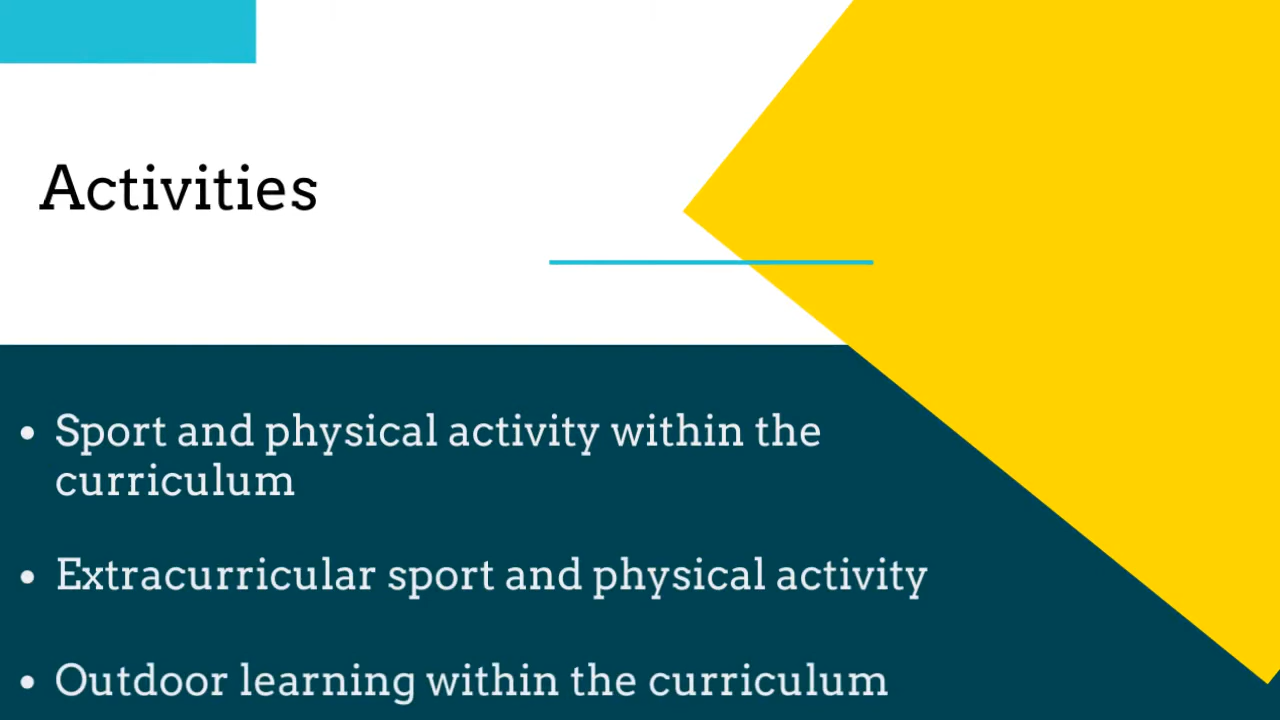 Activities
• Sport and physical activity within the
curriculum
• Extracurricular sport and physical activity
• Outdoor learning within the curriculum